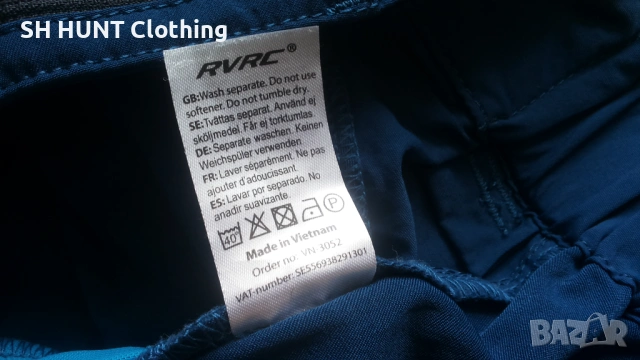 SH HUNT Clothing
RVRC®
GB:Wash separate. Do not use
softener. Do not tumble dry.
SE:Tvättas separat. Använd ej
sköljmedel. Får ej torktumlas.
DE: Separate waschen. Keinen
Weichspüler verwenden
FR: Laver séparément. Ne pas
ajouter d'adoucissant
ES: Lavar por separado. No
anadir suavizante.
40° P
Made in Vietnam
Order no: VN 3052
VAT-number: SE556938291301
BAZAR